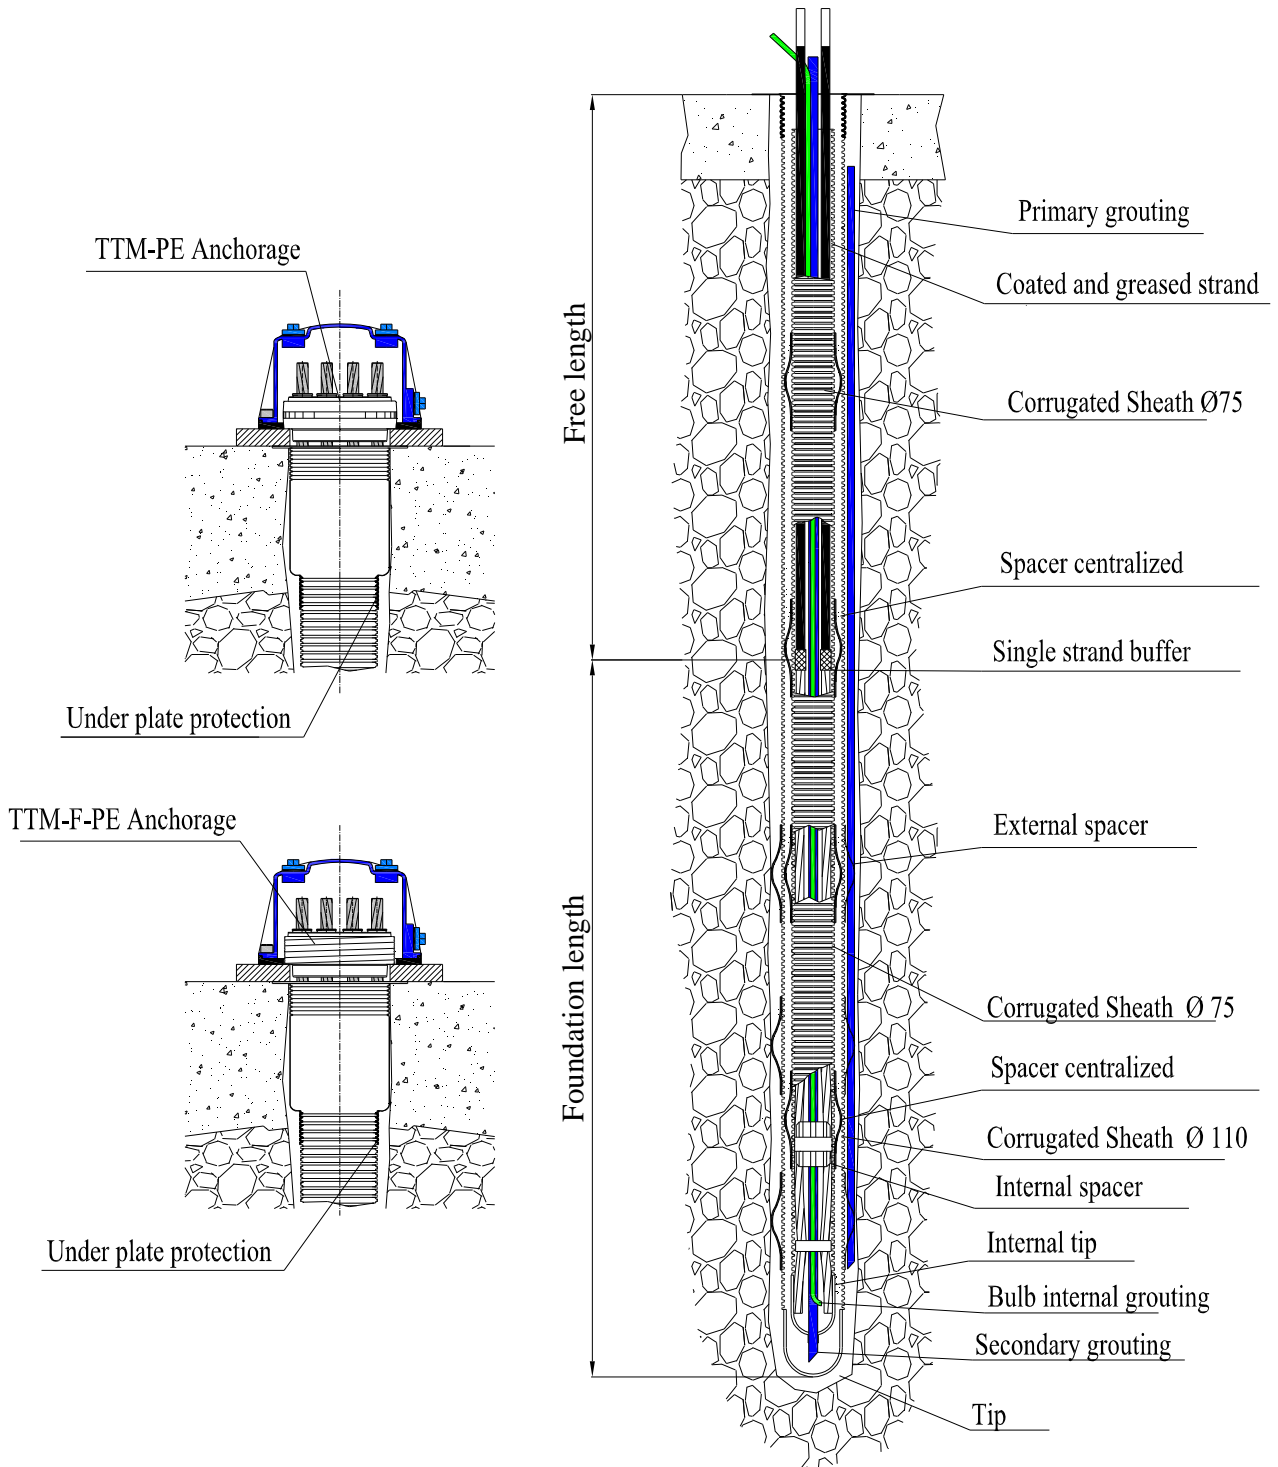 TTM-PE Anchorage
Under plate protection
TTM-F-PE Anchorage
Under plate protection
Free length
Foundation length
Primary grouting
Coated and greased strand
Corrugated Sheath Ø75
Spacer centralized
Single strand buffer
External spacer
Corrugated Sheath Ø 75
Spacer centralized
Corrugated Sheath Ø 110
Internal spacer
Internal tip
Bulb internal grouting
Secondary grouting
Tip